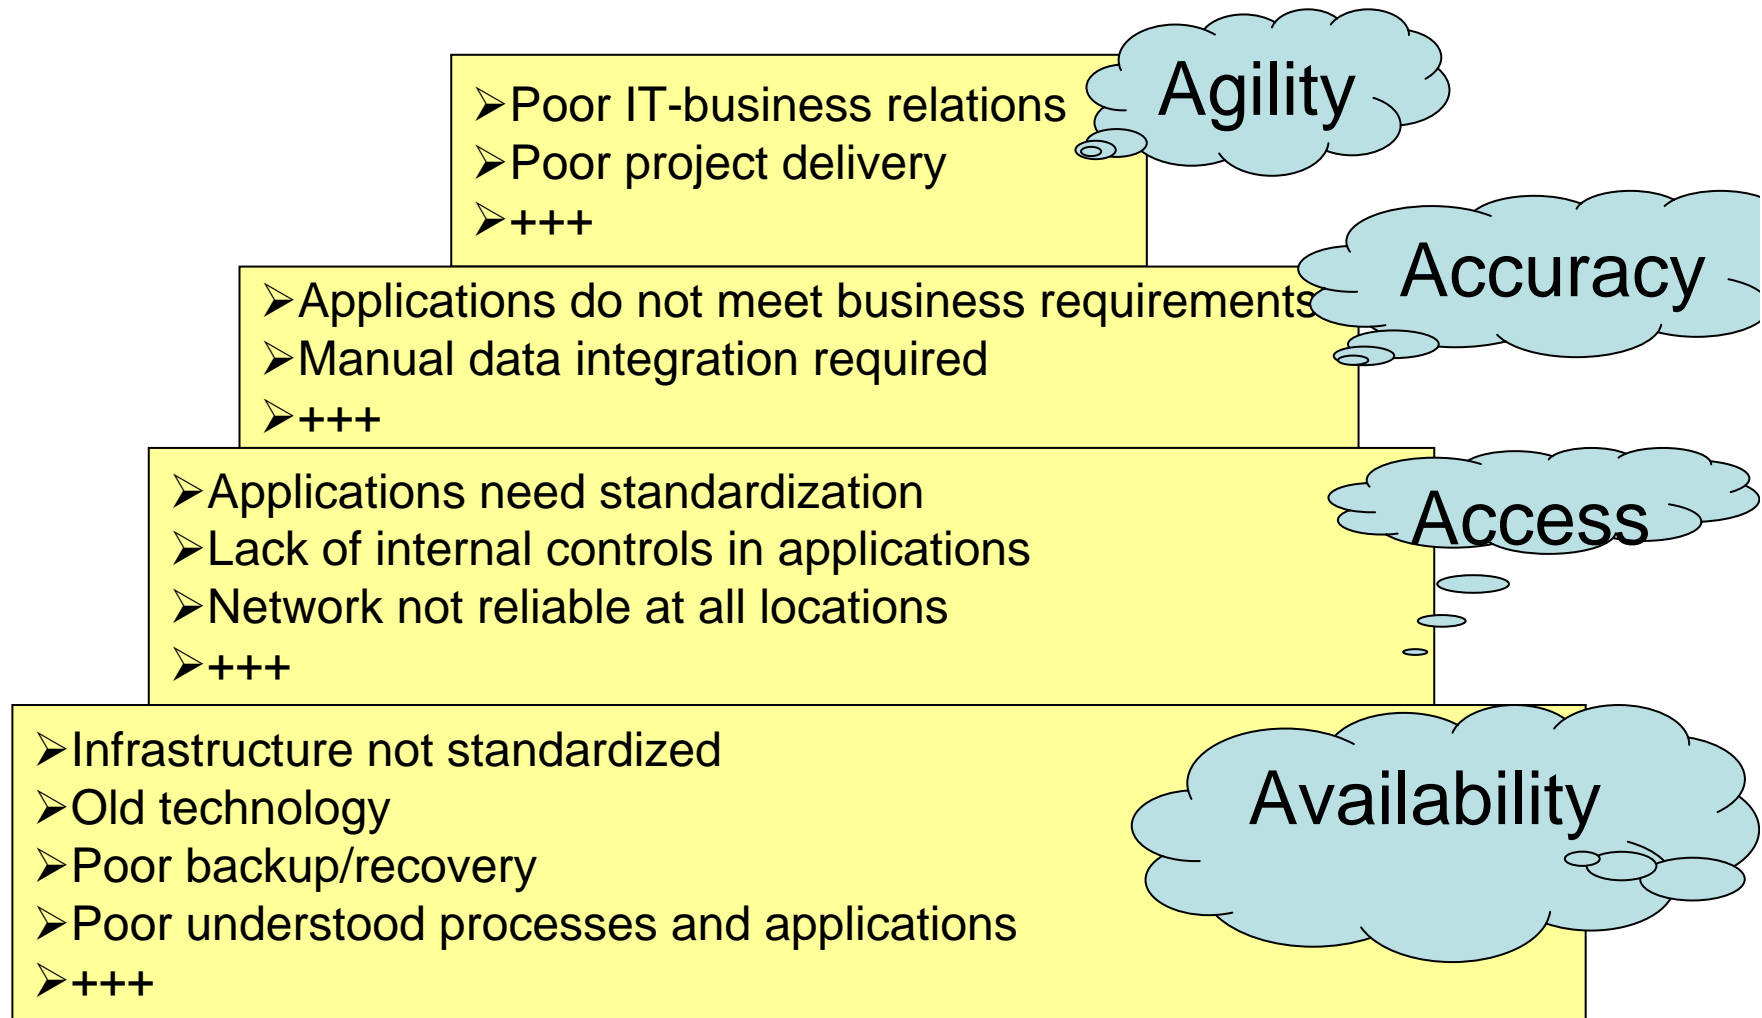 Agility
➢Poor IT-business relations
➢Poor project delivery
➢+++
Accuracy
➢Applications do not meet business requirements
➢Manual data integration required
➢+++
Access
➢Applications need standardization
➢Lack of internal controls in applications
➢Network not reliable at all locations
➢+++
Availability
➢Infrastructure not standardized
➢Old technology
➢Poor backup/recovery
➢Poor understood processes and applications
➢+++